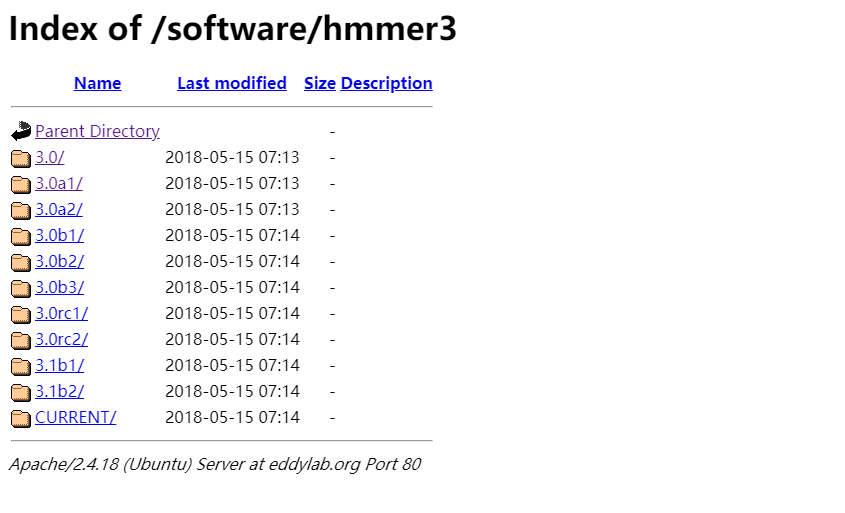 Index of /software/hmmer3
Name Last modified Size Description
Parent Directory -
3.0/ 2018-05-15 07:13 -
3.0a1/ 2018-05-15 07:13 -
3.0a2/ 2018-05-15 07:13 -
3.0b1/ 2018-05-15 07:14 -
3.0b2/ 2018-05-15 07:14 -
3.0b3/ 2018-05-15 07:14 -
3.0rc1/ 2018-05-15 07:14 -
3.0rc2/ 2018-05-15 07:14 -
3.1b1/ 2018-05-15 07:14 -
3.1b2/ 2018-05-15 07:14 -
CURRENT/ 2018-05-15 07:14 -
Apache/2.4.18 (Ubuntu) Server at eddylab.org Port 80